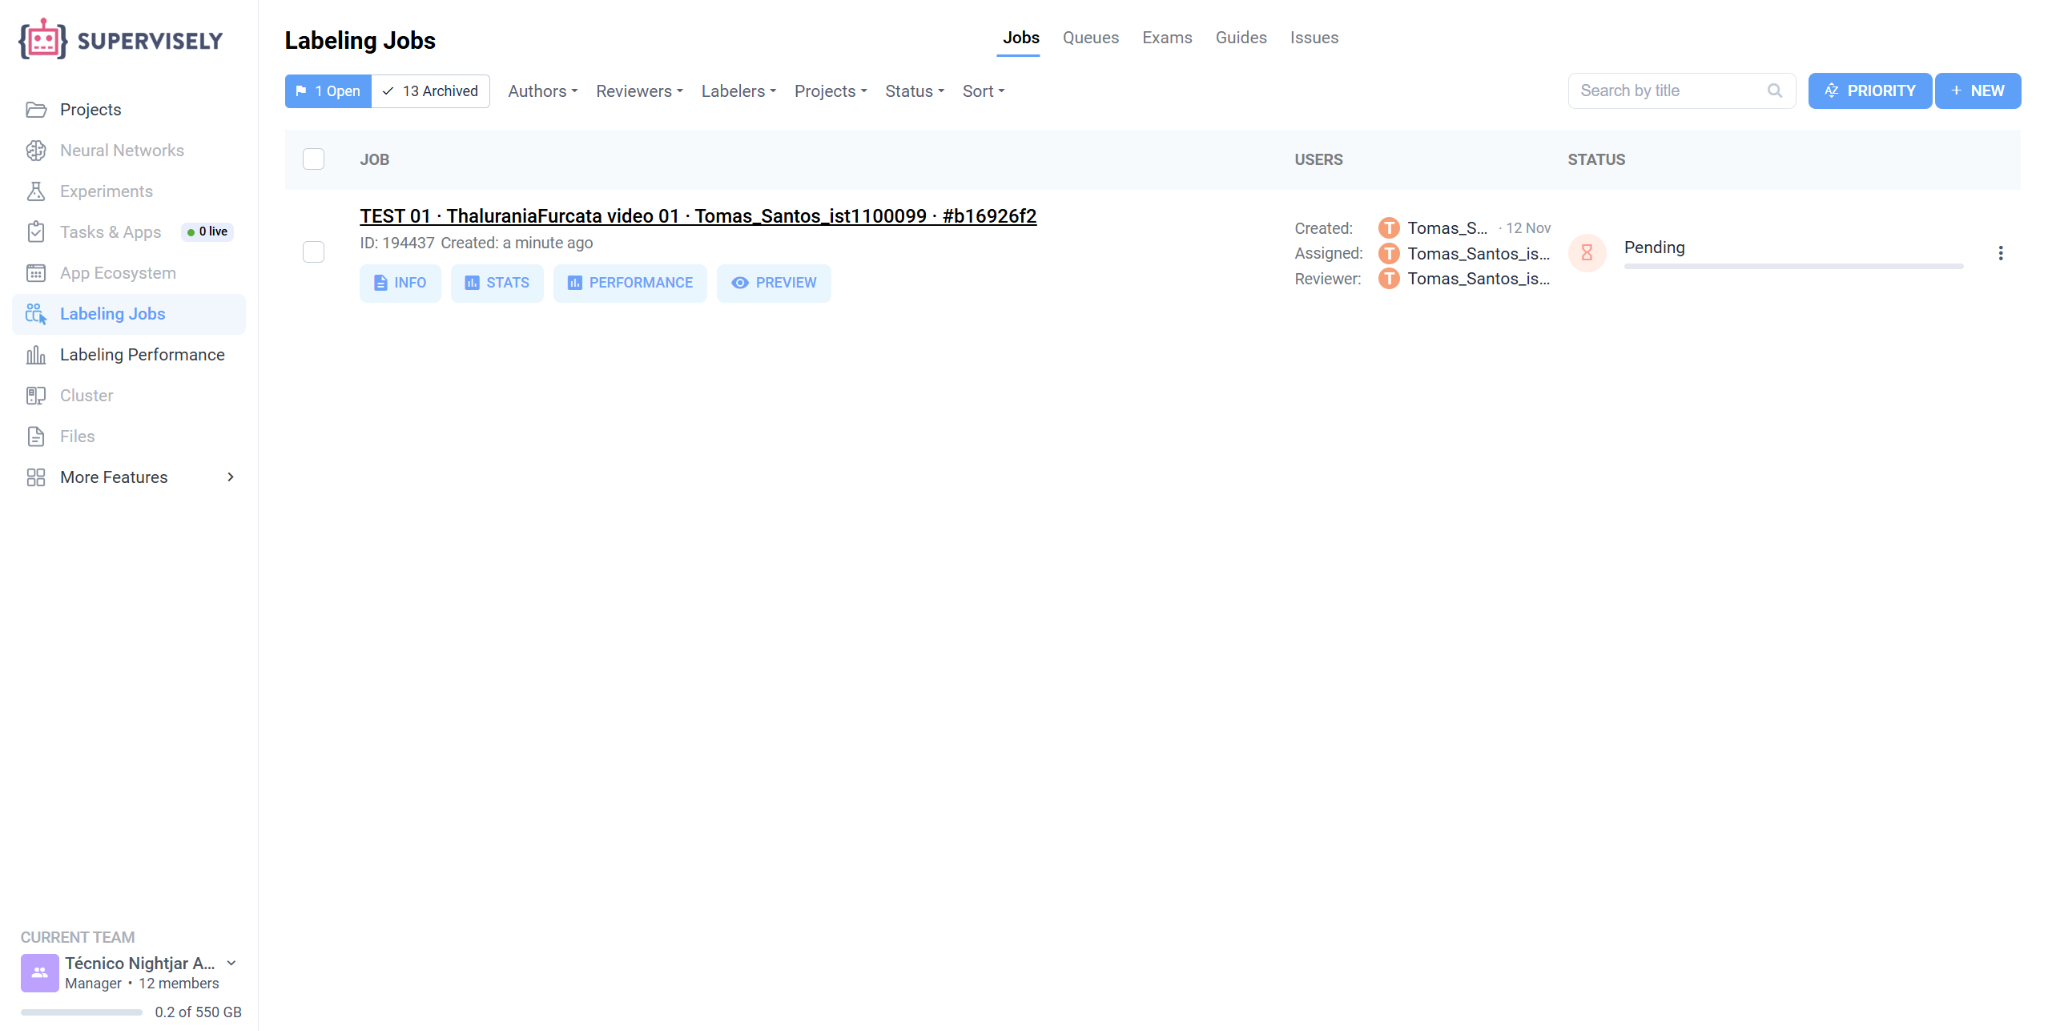 SUPERVISELY
Projects
Neural Networks
Experiments
Tasks & Apps 0 live
App Ecosystem
Labeling Jobs
Labeling Performance
Cluster
Files
More Features
CURRENT TEAM
Técnico Nightjar A...
Manager • 12 members
0.2 of 550 GB
Labeling Jobs
Jobs Queues Exams Guides Issues
1 Open 13 Archived Authors Reviewers Labelers Projects Status Sort Search by title PRIORITY + NEW
JOB USERS STATUS
TEST 01 · ThaluraniaFurcata video 01 · Tomas_Santos_ist1100099 · #b16926f2
ID: 194437 Created: a minute ago
INFO STATS PERFORMANCE PREVIEW
Created: T Tomas_S... · 12 Nov
Assigned: T Tomas_Santos_is...
Reviewer: T Tomas_Santos_is...
Pending